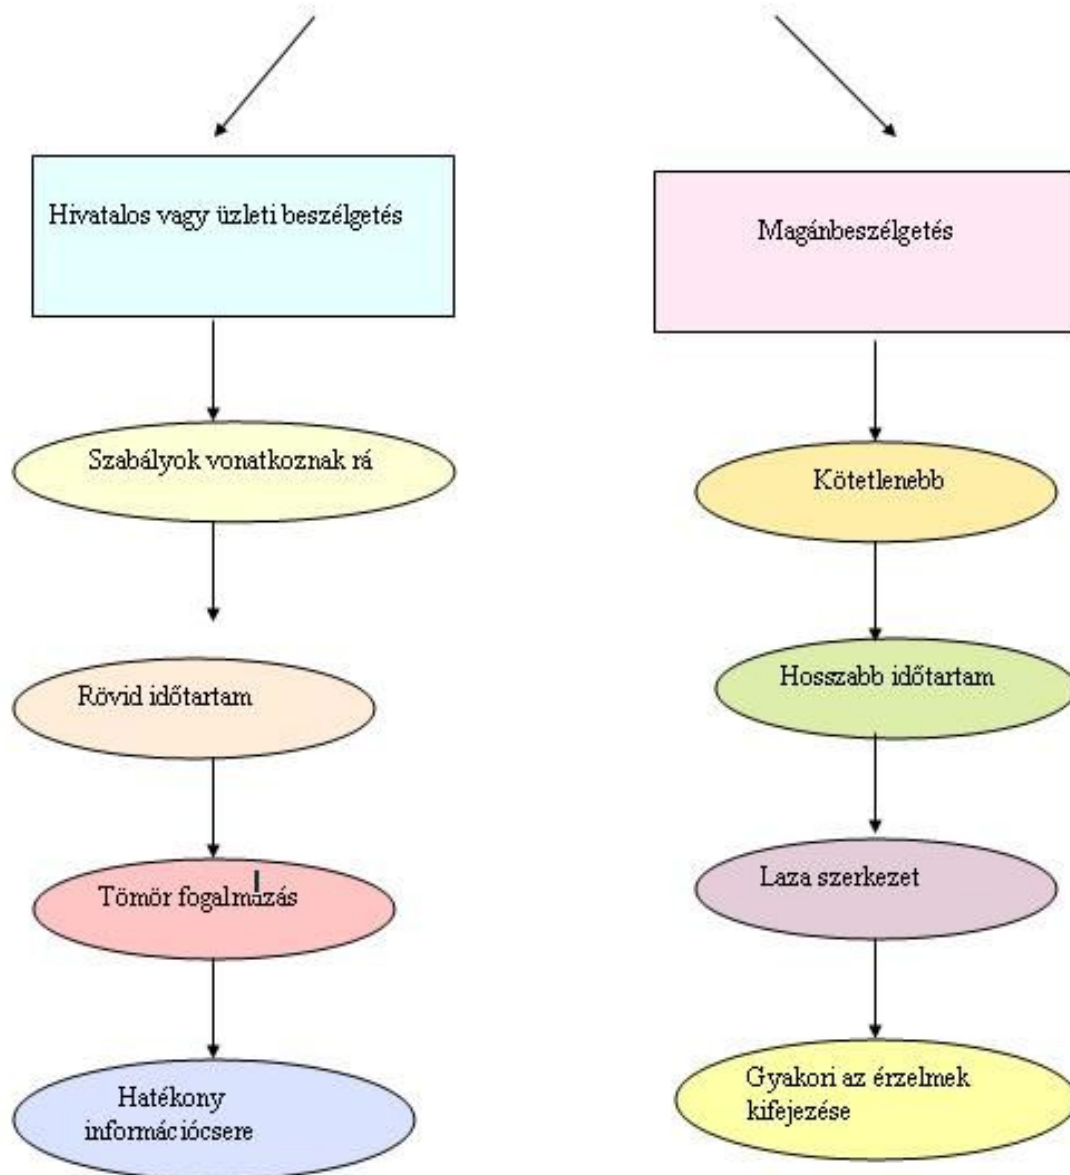 Hivatalos vagy üzleti beszélgetés
Szabályok vonatkoznak rá
Rövid időtartam
Tömör fogalmazás
Hatékony
információcsere
Magánbeszélgetés
Kötetlenebb
Hosszabb időtartam
Laza szerkezet
Gyakori az érzelmek
kifejezése